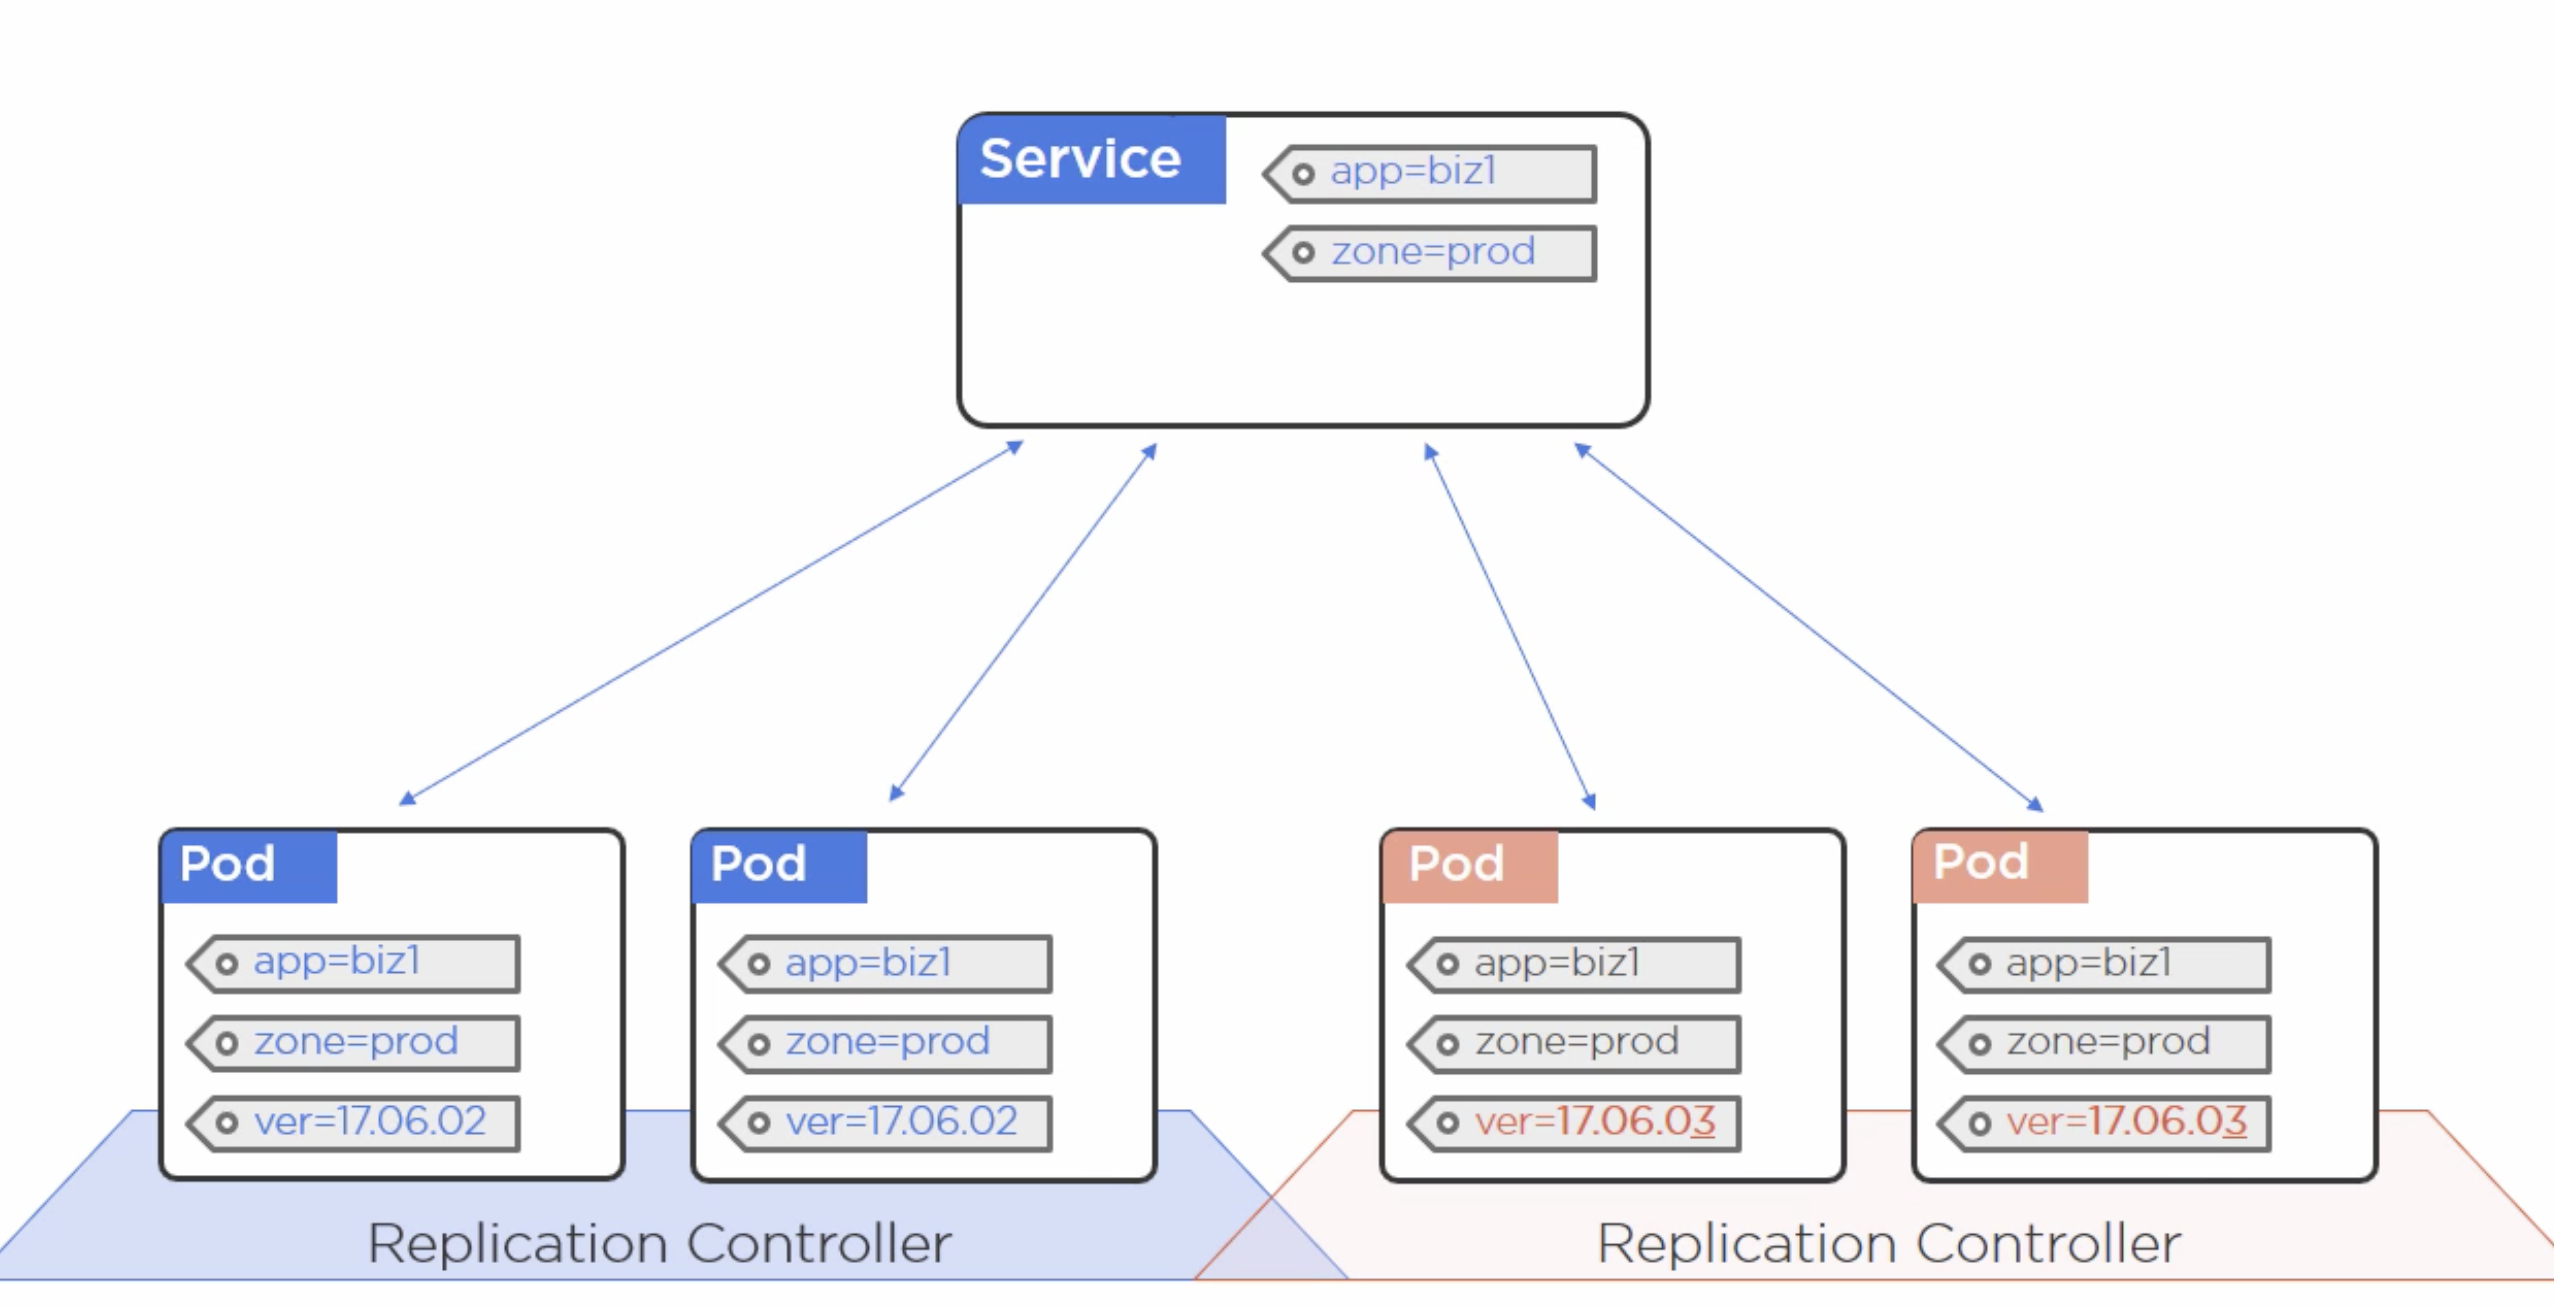 Service
app=biz1
zone=prod
Pod
app=biz1
zone=prod
ver=17.06.02
Pod
app=biz1
zone=prod
ver=17.06.02
Pod
app=biz1
zone=prod
ver=17.06.03
Pod
app=biz1
zone=prod
ver=17.06.03
Replication Controller
Replication Controller